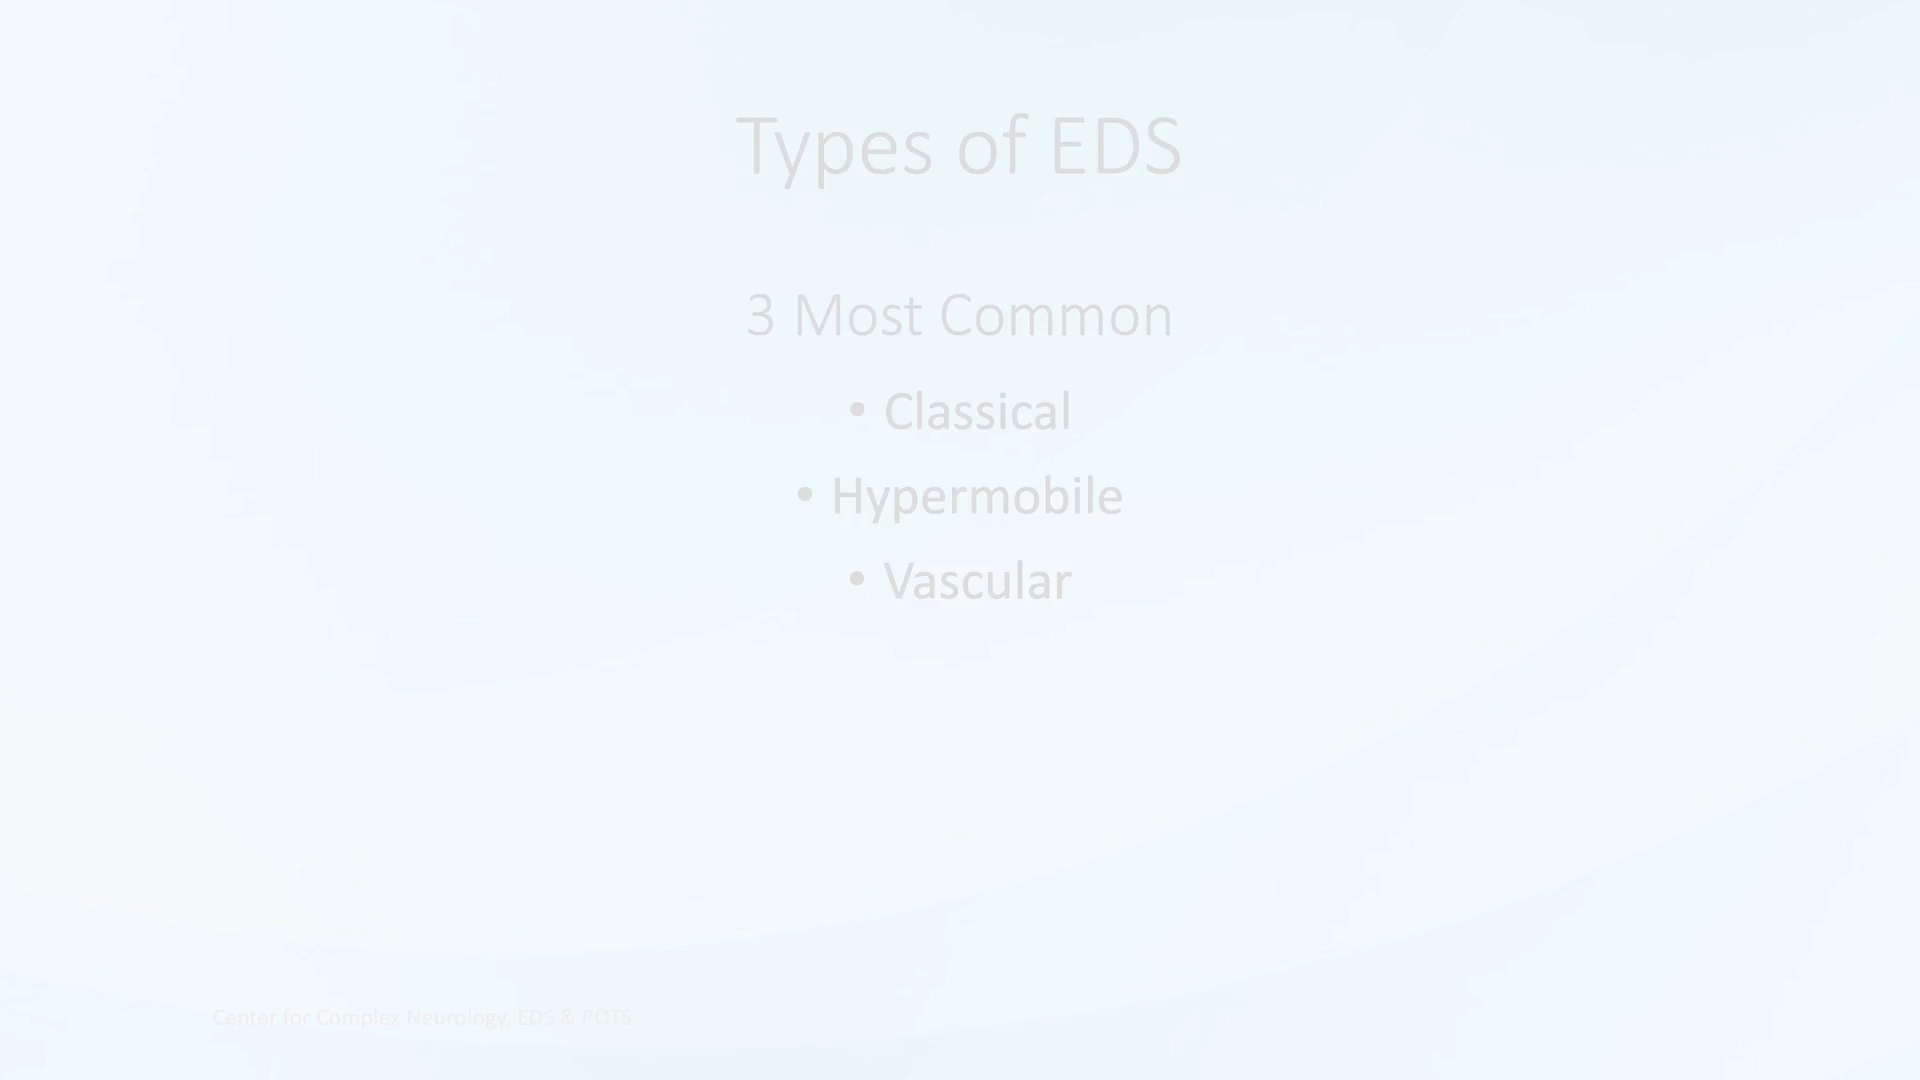 Types of EDS
3 Most Common
• Classical
• Hypermobile
• Vascular
Center for Complex Neurology, EDS & POTS